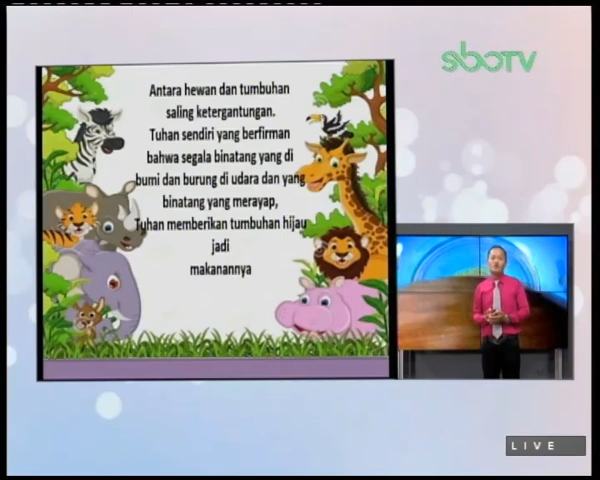 sboTV
Antara hewan dan tumbuhan
saling ketergantungan.
Tuhan sendiri yang berfirman
bahwa segala binatang yang di
bumi dan burung di udara dan yang
binatang yang merayap,
Tuhan memberikan tumbuhan hijau
jadi
makanannya
LIVE